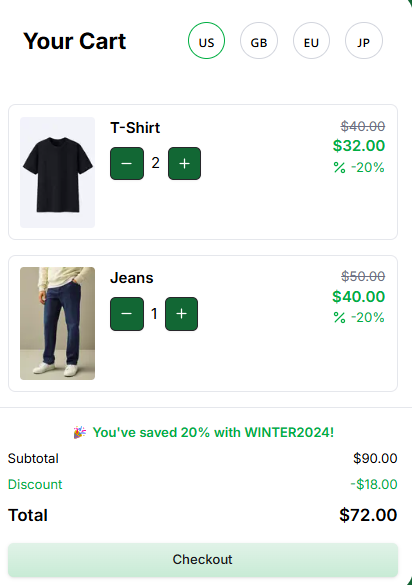 Your Cart US GB EU JP
T-Shirt $40.00
− 2 + $32.00
% -20%
Jeans $50.00
− 1 + $40.00
% -20%
🎉 You've saved 20% with WINTER2024!
Subtotal $90.00
Discount -$18.00
Total $72.00
Checkout